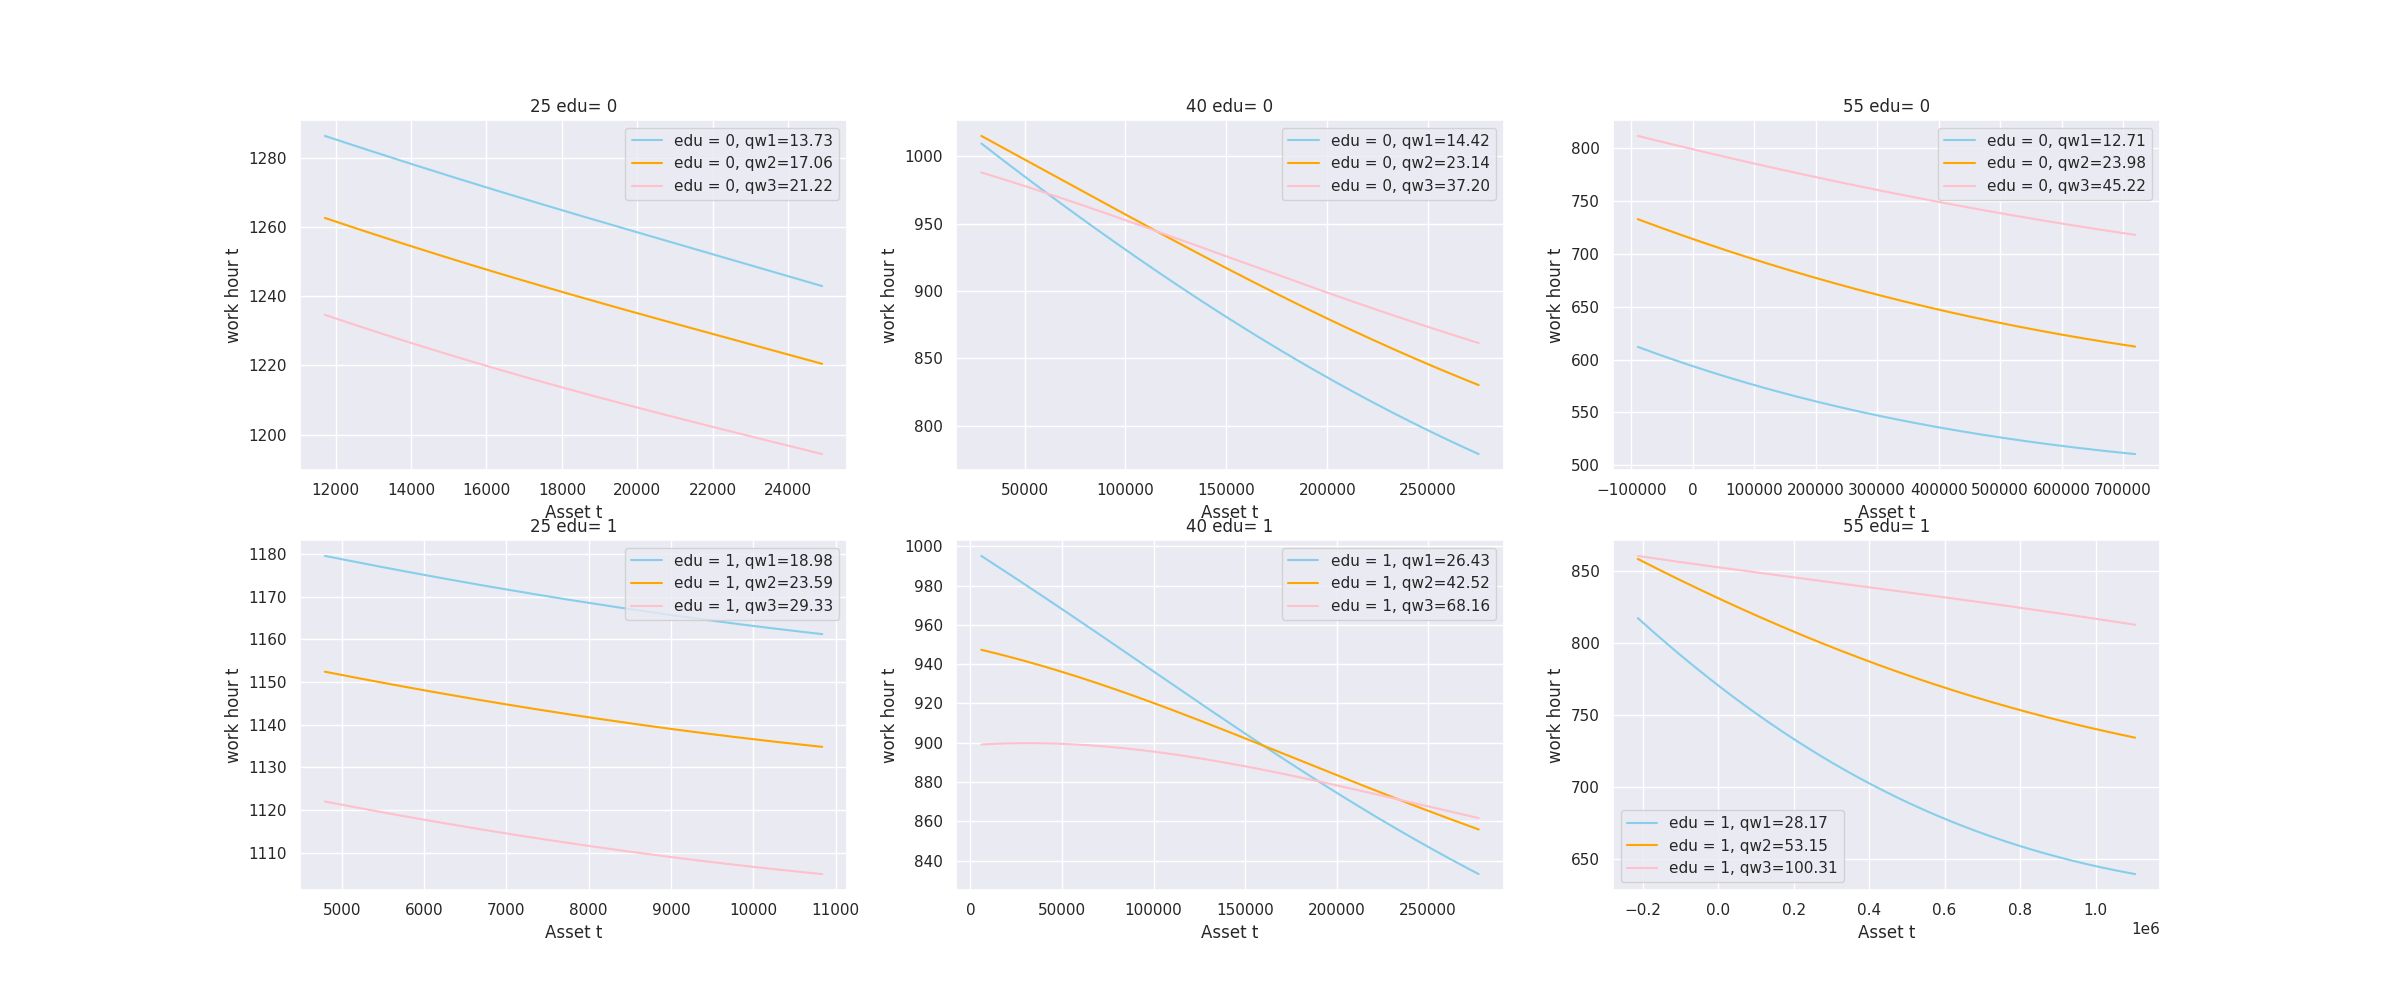 25 edu= 0
edu = 0, qw1=13.73
edu = 0, qw2=17.06
edu = 0, qw3=21.22
work hour t
1280
1260
1240
1220
1200
12000 14000 16000 18000 20000 22000 24000
Asset t
40 edu= 0
edu = 0, qw1=14.42
edu = 0, qw2=23.14
edu = 0, qw3=37.20
work hour t
1000
950
900
850
800
50000 100000 150000 200000 250000
Asset t
55 edu= 0
edu = 0, qw1=12.71
edu = 0, qw2=23.98
edu = 0, qw3=45.22
work hour t
800
750
700
650
600
550
500
−100000 0 100000 200000 300000 400000 500000 600000 700000
Asset t
25 edu= 1
edu = 1, qw1=18.98
edu = 1, qw2=23.59
edu = 1, qw3=29.33
work hour t
1180
1170
1160
1150
1140
1130
1120
1110
5000 6000 7000 8000 9000 10000 11000
Asset t
40 edu= 1
edu = 1, qw1=26.43
edu = 1, qw2=42.52
edu = 1, qw3=68.16
work hour t
1000
980
960
940
920
900
880
860
840
0 50000 100000 150000 200000 250000
Asset t
55 edu= 1
work hour t
850
800
750
700
650
edu = 1, qw1=28.17
edu = 1, qw2=53.15
edu = 1, qw3=100.31
−0.2 0.0 0.2 0.4 0.6 0.8 1.0
1e6
Asset t